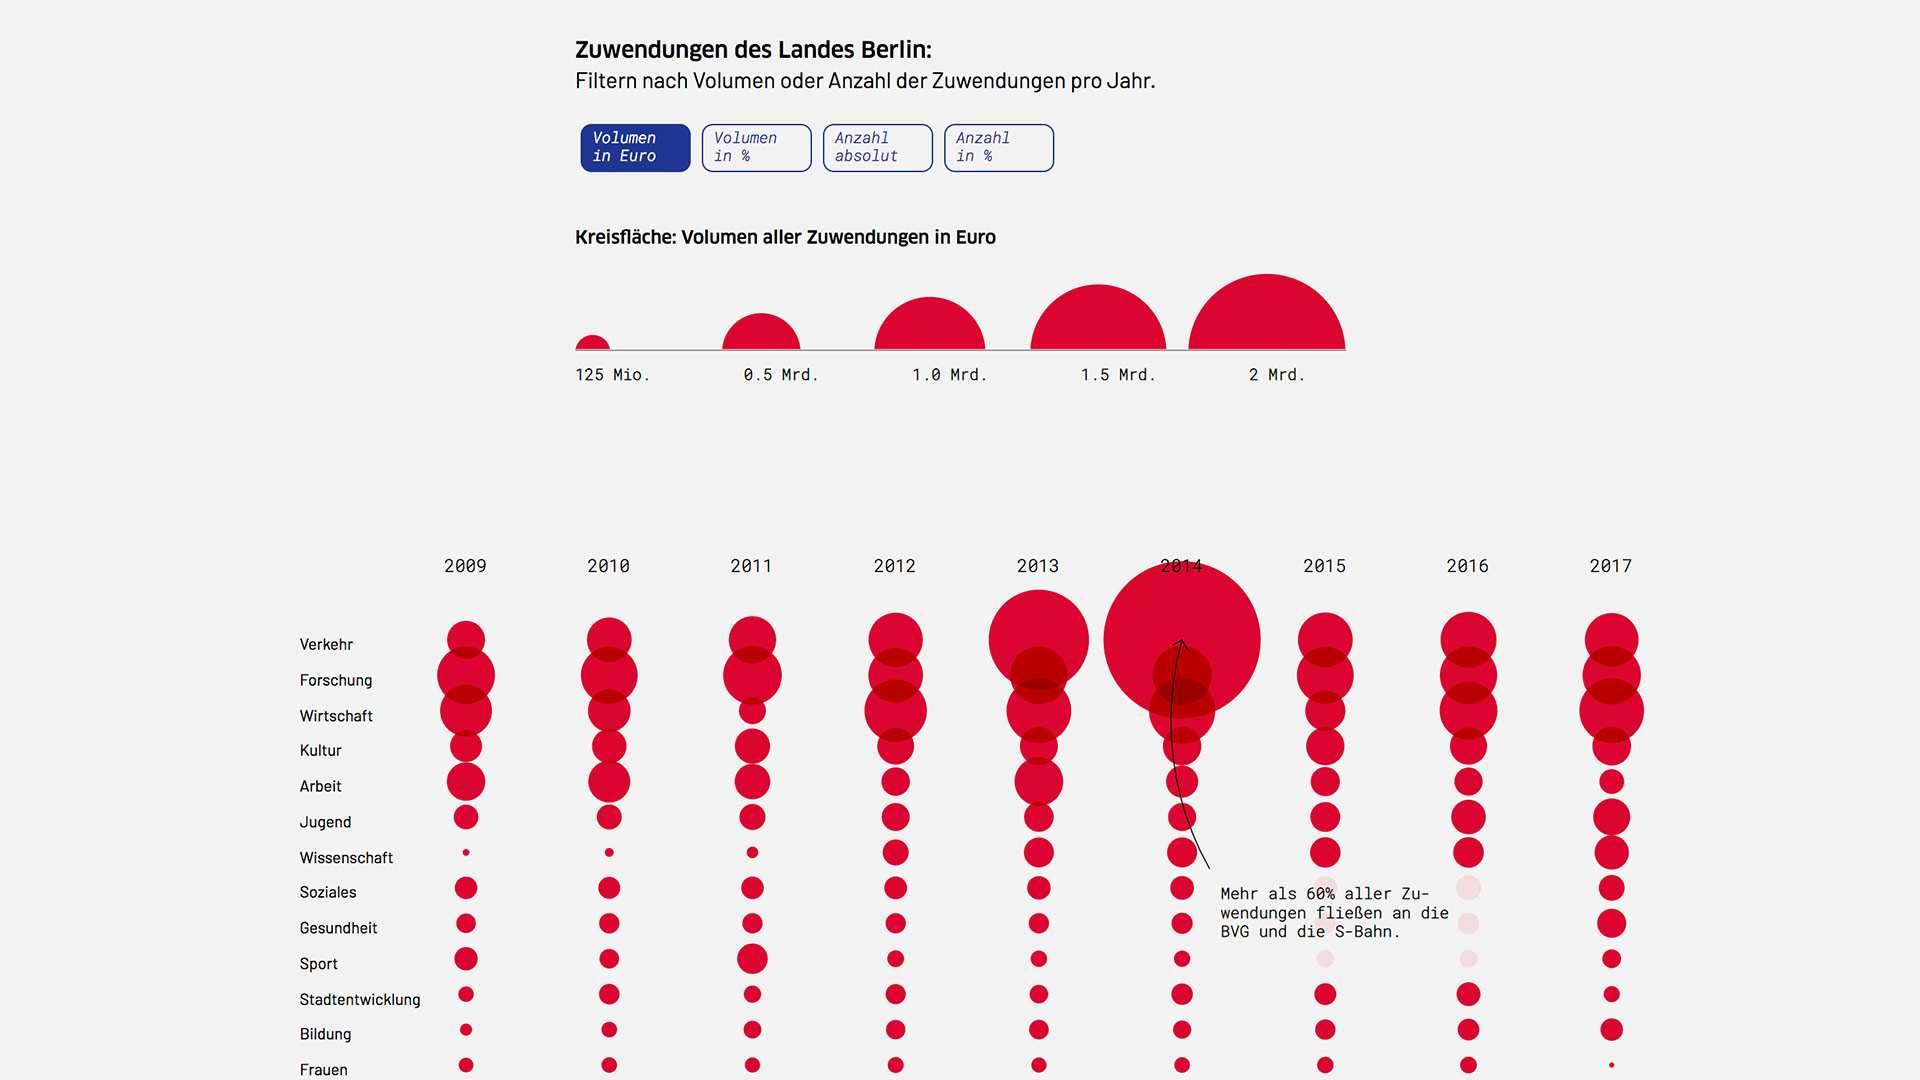 Zuwendungen des Landes Berlin:
Filtern nach Volumen oder Anzahl der Zuwendungen pro Jahr.
Volumen
in Euro
Volumen
in %
Anzahl
absolut
Anzahl
in %
Kreisfläche: Volumen aller Zuwendungen in Euro
125 Mio. 0.5 Mrd. 1.0 Mrd. 1.5 Mrd. 2 Mrd.
2009 2010 2011 2012 2013 2014 2015 2016 2017
Verkehr
Forschung
Wirtschaft
Kultur
Arbeit
Jugend
Wissenschaft
Soziales
Gesundheit
Sport
Stadtentwicklung
Bildung
Frauen
Mehr als 60% aller Zu-
wendungen fließen an die
BVG und die S-Bahn.